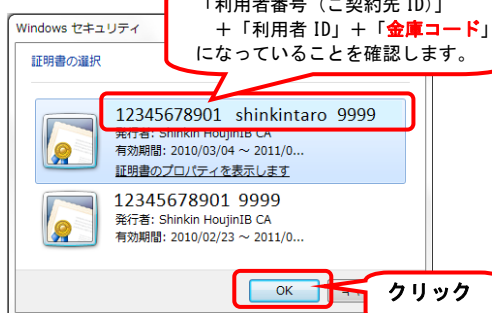 「利用者番号（ご契約先 ID)」
＋「利用者 ID」＋「金庫コード」
になっていることを確認します。
Windows セキュリティ
証明書の選択
12345678901 shinkintaro 9999
発行者: Shinkin HoujinIB CA
有効期間: 2010/03/04 ～ 2011/0...
証明書のプロパティを表示します
12345678901 9999
発行者: Shinkin HoujinIB CA
有効期間: 2010/02/23 ～ 2011/0...
OK
クリック